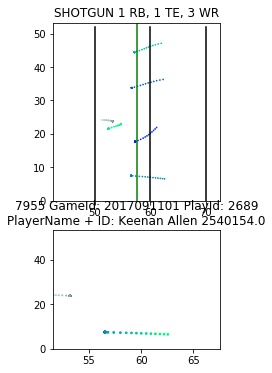 SHOTGUN 1 RB, 1 TE, 3 WR
50
40
30
20
10
0
50 60 70
7955 GameId: 2017091101 PlayId: 2689
PlayerName + ID: Keenan Allen 2540154.0
40
20
0
55 60 65